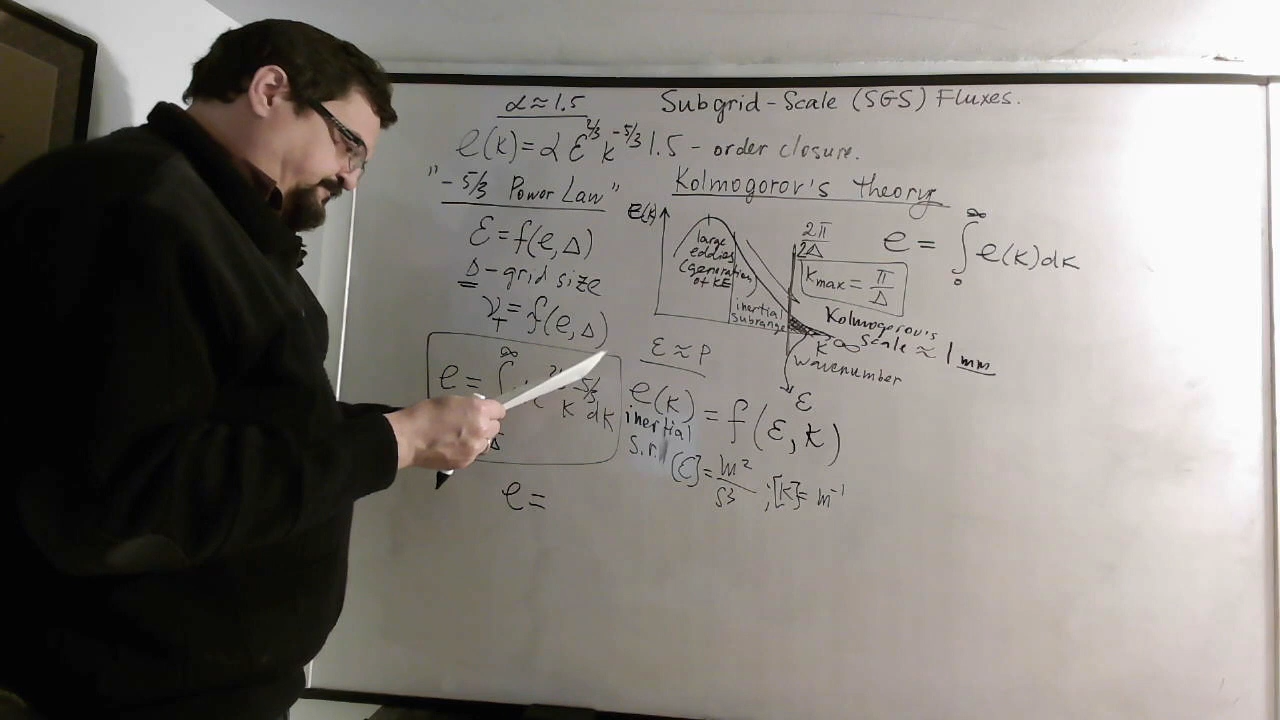 α ≈ 1.5
Subgrid-Scale (SGS) Fluxes.
e(k) = α ε^2/3 k^-5/3
1.5 - order closure.
"-5/3 Power Law"
Kolmogorov's theory
ε = f(e, Δ)
Δ - grid size
ν_T = f(e, Δ)
e(k)
large
eddies
(generation
of KE)
inertial
subrange
2π
2Δ
k_max = π/Δ
Kolmogorov's
scale ≈ 1 mm
k ∞
wavenumber
ε
e = ∫_0^∞ e(k)dk
ε ≈ P
e = ∫ ∞
5/3
k dk
Δ
e(k) = f(ε, k)
inertial
s.r.
[ε] = m²/s³ ; [k] = m⁻¹
e =